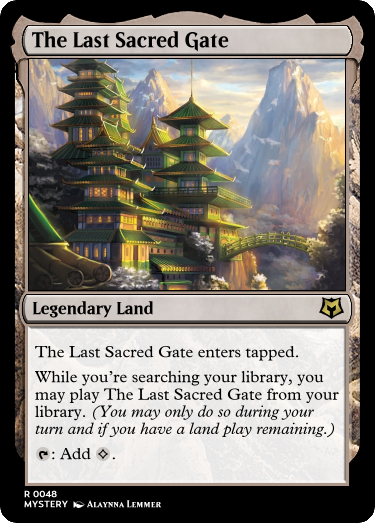 The Last Sacred Gate
Legendary Land
The Last Sacred Gate enters tapped.
While you're searching your library, you
may play The Last Sacred Gate from your
library. (You may only do so during your
turn and if you have a land play remaining.)
: Add .
R 0048
MYSTERY Alaynna Lemmer